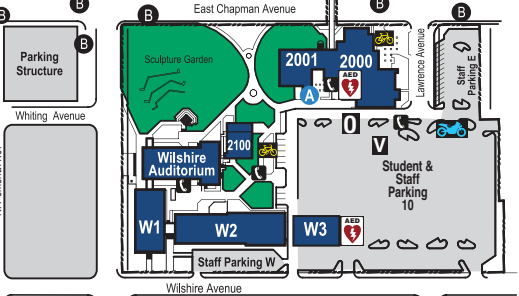 East Chapman Avenue
B
B
B
B
B
B
Parking
Structure
Sculpture Garden
2001
2000
AED
A
Lawrence Avenue
Staff
Parking E
Whiting Avenue
O
V
2100
Wilshire
Auditorium
Student &
Staff
Parking
10
W1
W2
W3
AED
Staff Parking W
Wilshire Avenue